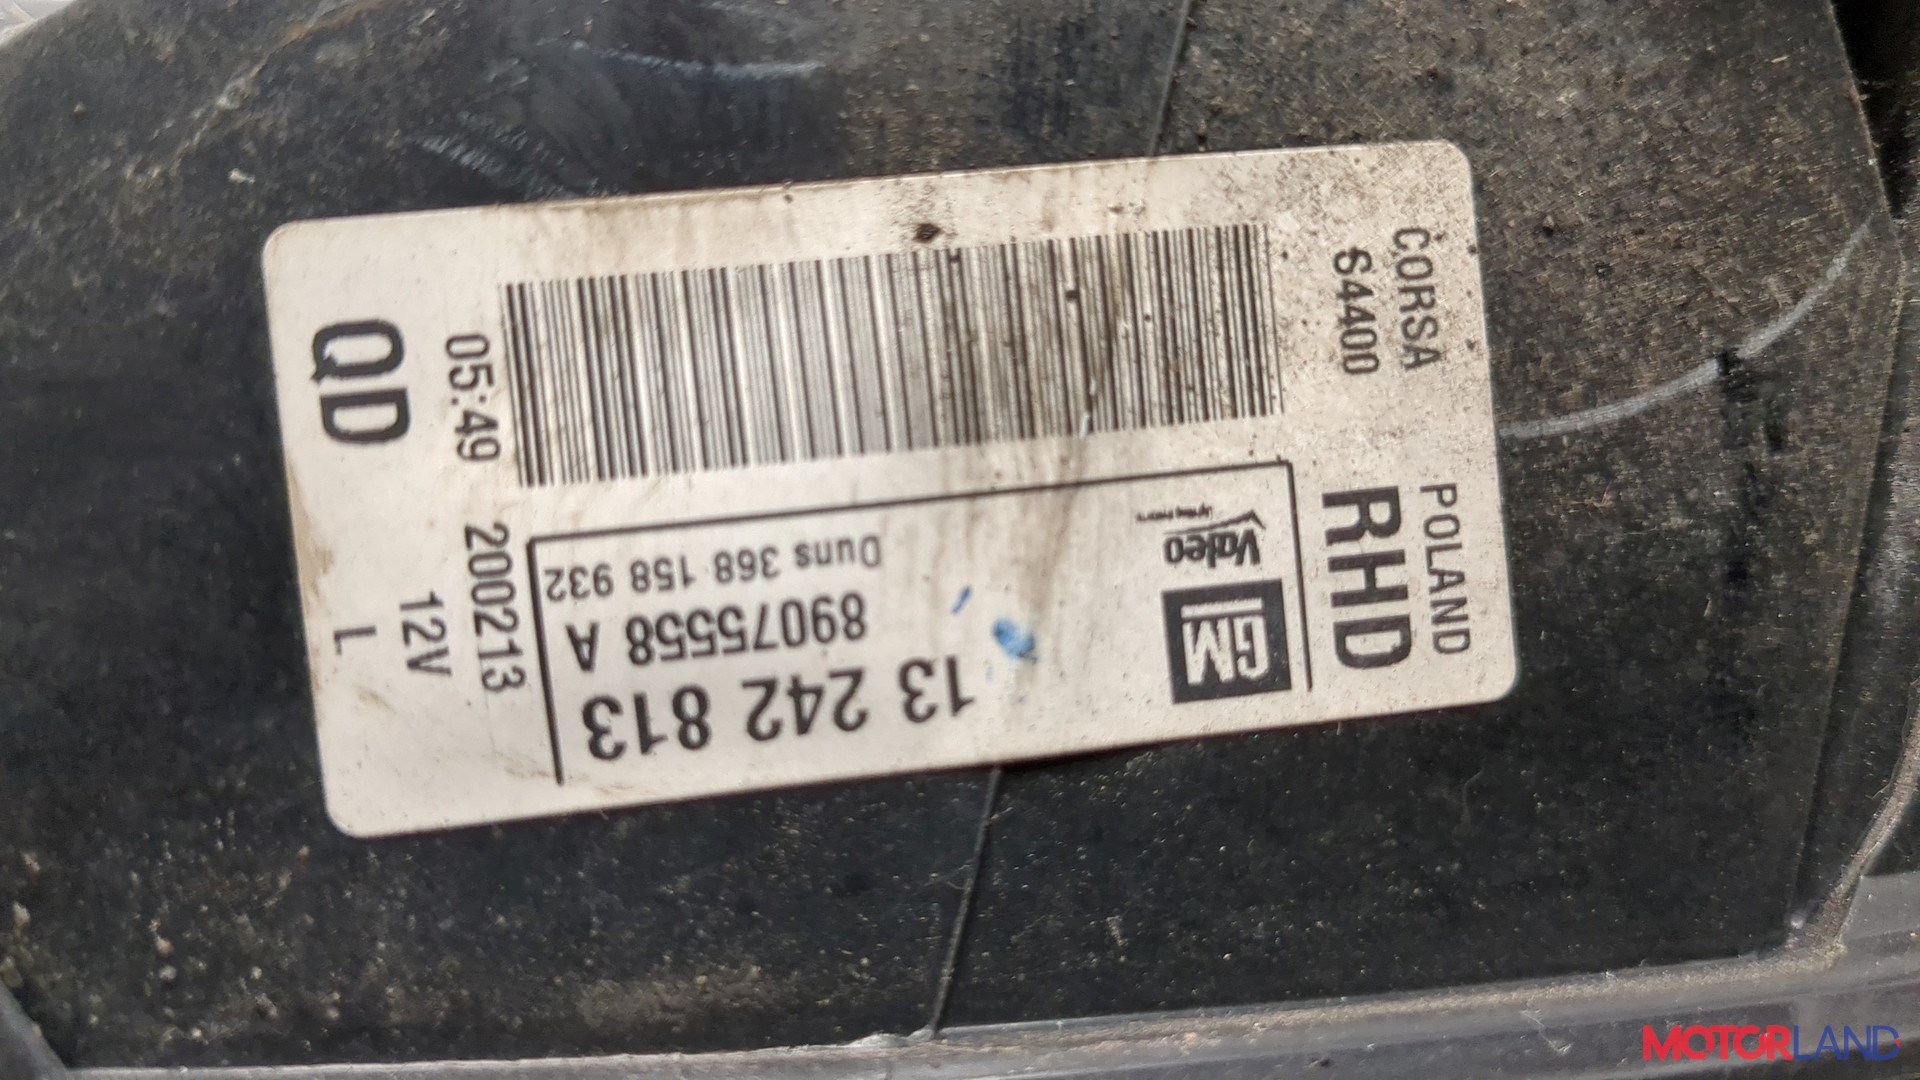 CORSA
S4400
POLAND
RHD
GM
Valeo
13 242 813
89075558 A
Duns 368 158 932
05:49
200213
12V
QD
L
MOTORLAND